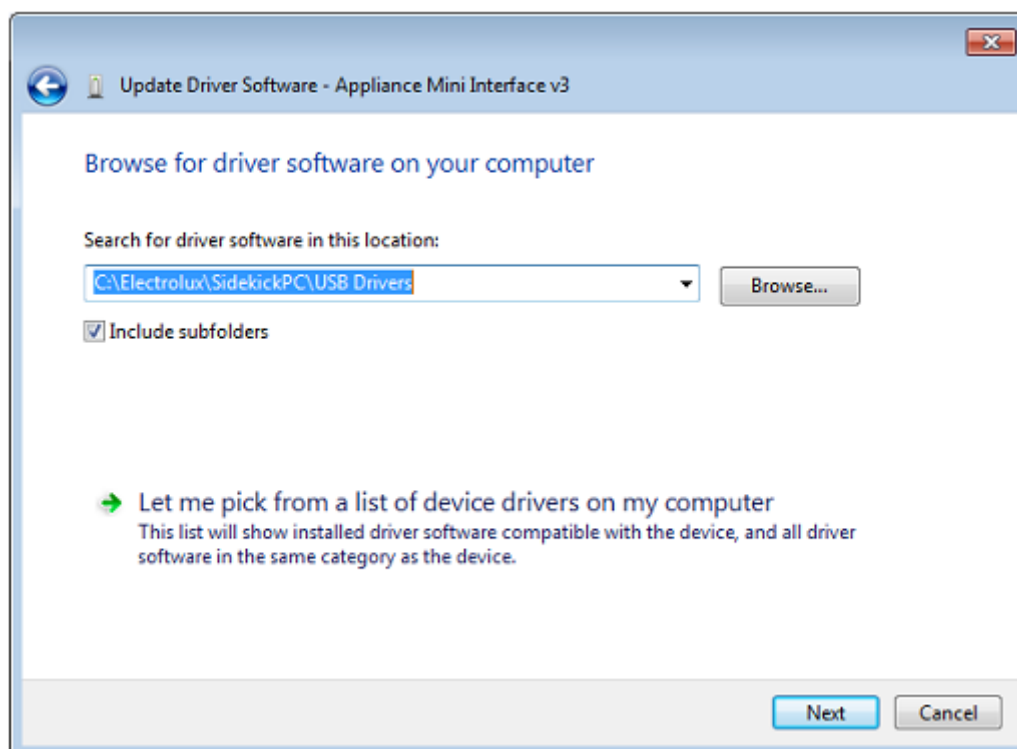 Update Driver Software - Appliance Mini Interface v3
Browse for driver software on your computer
Search for driver software in this location:
C:\Electrolux\SidekickPC\USB Drivers
Browse...
Include subfolders
Let me pick from a list of device drivers on my computer
This list will show installed driver software compatible with the device, and all driver
software in the same category as the device.
Next
Cancel